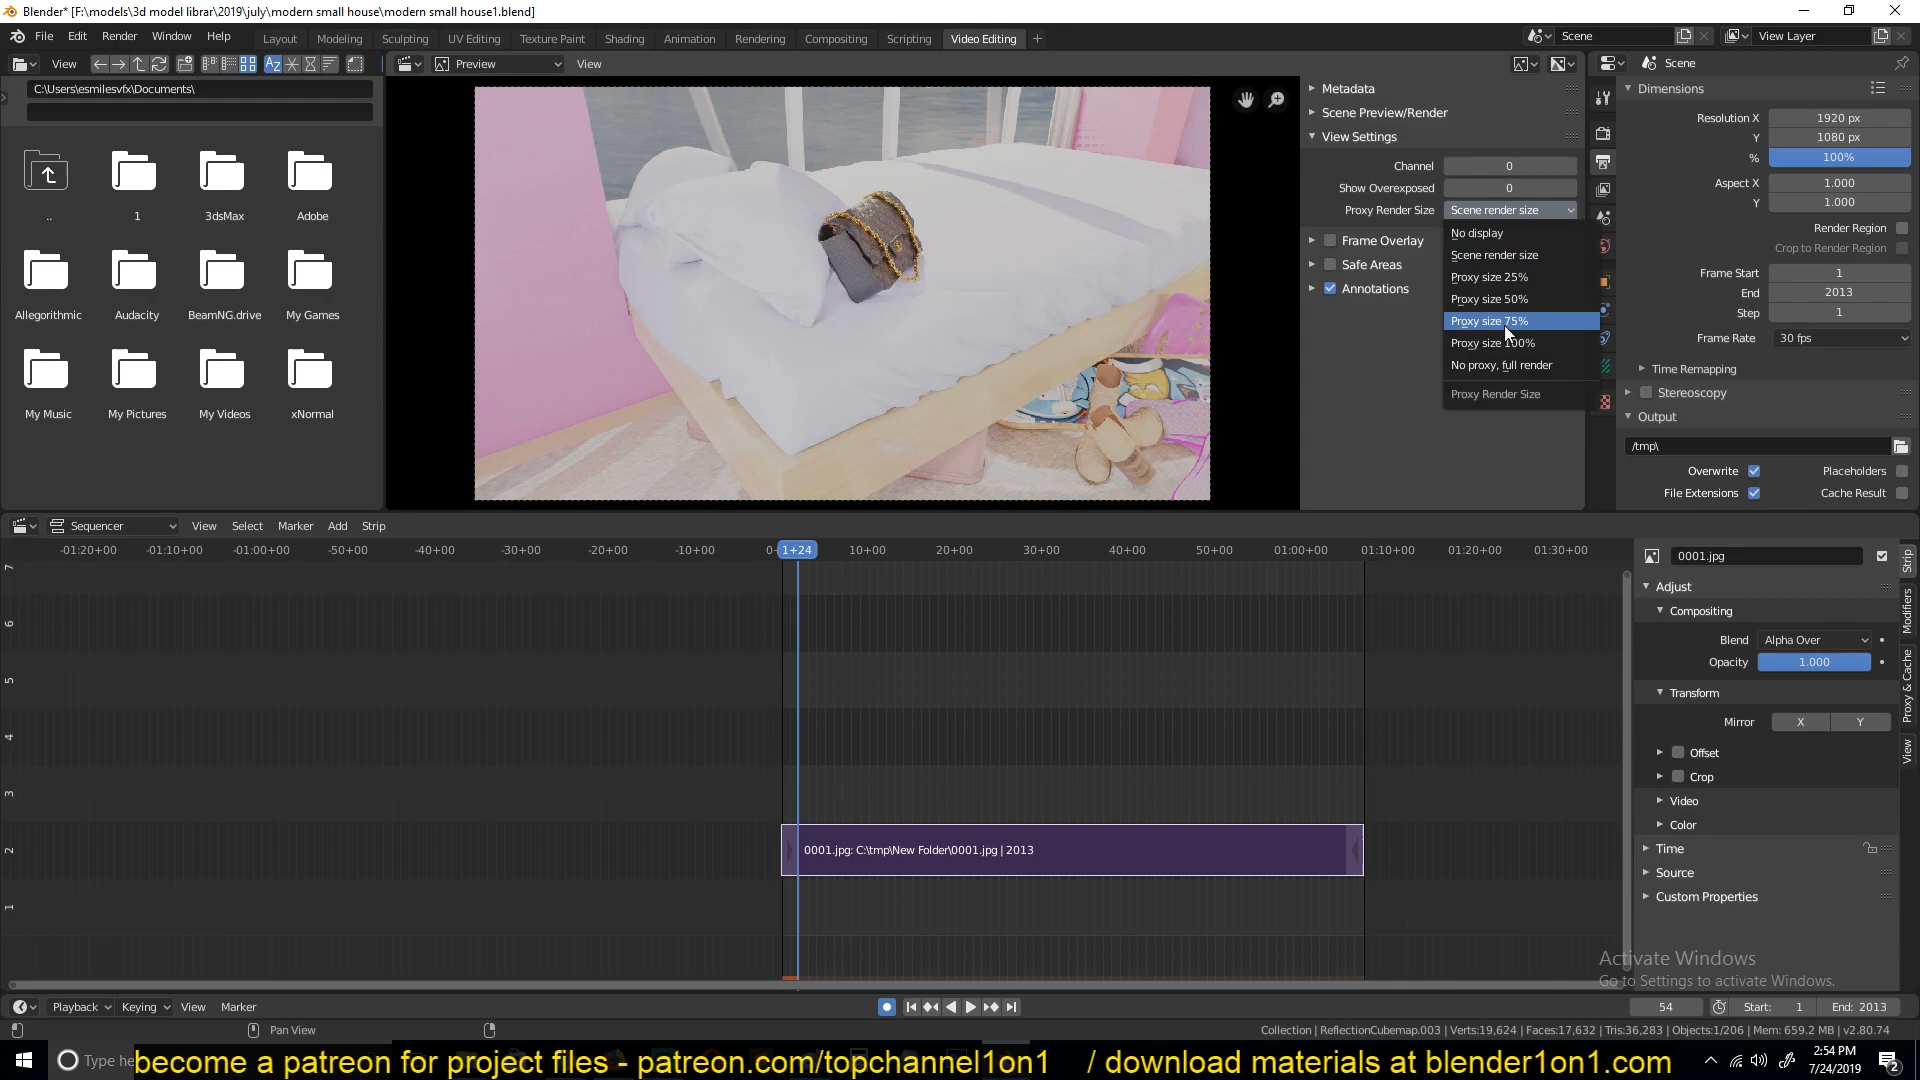 Blender* [F:\models\3d model librar\2019\july\modern small house\modern small house1.blend]
File Edit Render Window Help Layout Modeling Sculpting UV Editing Texture Paint Shading Animation Rendering Compositing Scripting Video Editing + Scene View Layer
View Preview View Scene
C:\Users\esmilesvfx\Documents\
.. 1 3dsMax Adobe
Allegorithmic Audacity BeamNG.drive My Games
My Music My Pictures My Videos xNormal
Metadata
Scene Preview/Render
View Settings
Channel 0
Show Overexposed 0
Proxy Render Size Scene render size
No display
Scene render size
Proxy size 25%
Proxy size 50%
Proxy size 75%
Proxy size 100%
No proxy, full render
Proxy Render Size
Frame Overlay
Safe Areas
Annotations
Dimensions
Resolution X 1920 px
Y 1080 px
% 100%
Aspect X 1.000
Y 1.000
Render Region
Crop to Render Region
Frame Start 1
End 2013
Step 1
Frame Rate 30 fps
Time Remapping
Stereoscopy
Output
/tmp\
Overwrite Placeholders
File Extensions Cache Result
Sequencer View Select Marker Add Strip
-01:20+00 -01:10+00 -01:00+00 -50+00 -40+00 -30+00 -20+00 -10+00 0- 1+24 10+00 20+00 30+00 40+00 50+00 01:00+00 01:10+00 01:20+00 01:30+00
7
6
5
4
3
2
1
0001.jpg: C:\tmp\New Folder\0001.jpg | 2013
0001.jpg
Adjust
Compositing
Blend Alpha Over
Opacity 1.000
Transform
Mirror X Y
Offset
Crop
Video
Color
Time
Source
Custom Properties
Strip
Modifiers
Proxy & Cache
View
Activate Windows
Go to Settings to activate Windows.
Playback Keying View Marker 54 Start: 1 End: 2013
Pan View Collection | ReflectionCubemap.003 | Verts:19,624 | Faces:17,632 | Tris:36,283 | Objects:1/206 | Mem: 659.2 MB | v2.80.74
Type he
become a patreon for project files - patreon.com/topchannel1on1 / download materials at blender1on1.com
2:54 PM
7/24/2019
2